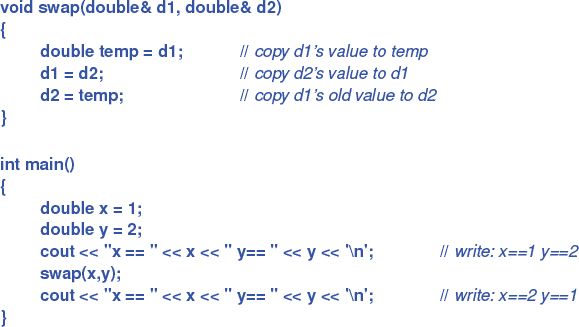 void swap(double& d1, double& d2)
{
double temp = d1; // copy d1’s value to temp
d1 = d2; // copy d2’s value to d1
d2 = temp; // copy d1’s old value to d2
}
int main()
{
double x = 1;
double y = 2;
cout << "x == " << x << " y== " << y << '\n'; // write: x==1 y==2
swap(x,y);
cout << "x == " << x << " y== " << y << '\n'; // write: x==2 y==1
}